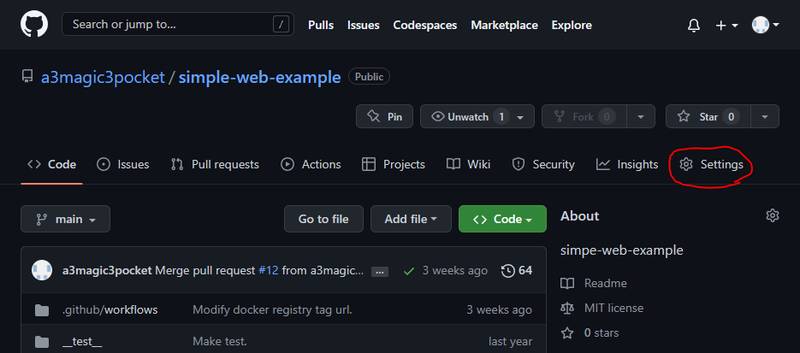 Search or jump to... / Pulls Issues Codespaces Marketplace Explore
a3magic3pocket / simple-web-example Public
Pin Unwatch 1 Fork 0 Star 0
Code Issues Pull requests Actions Projects Wiki Security Insights Settings
main Go to file Add file Code About
simpe-web-example
a3magic3pocket Merge pull request #12 from a3magic... ... 3 weeks ago 64
Readme
.github/workflows Modify docker registry tag url. 3 weeks ago
MIT license
0 stars
__test__ Make test. last year